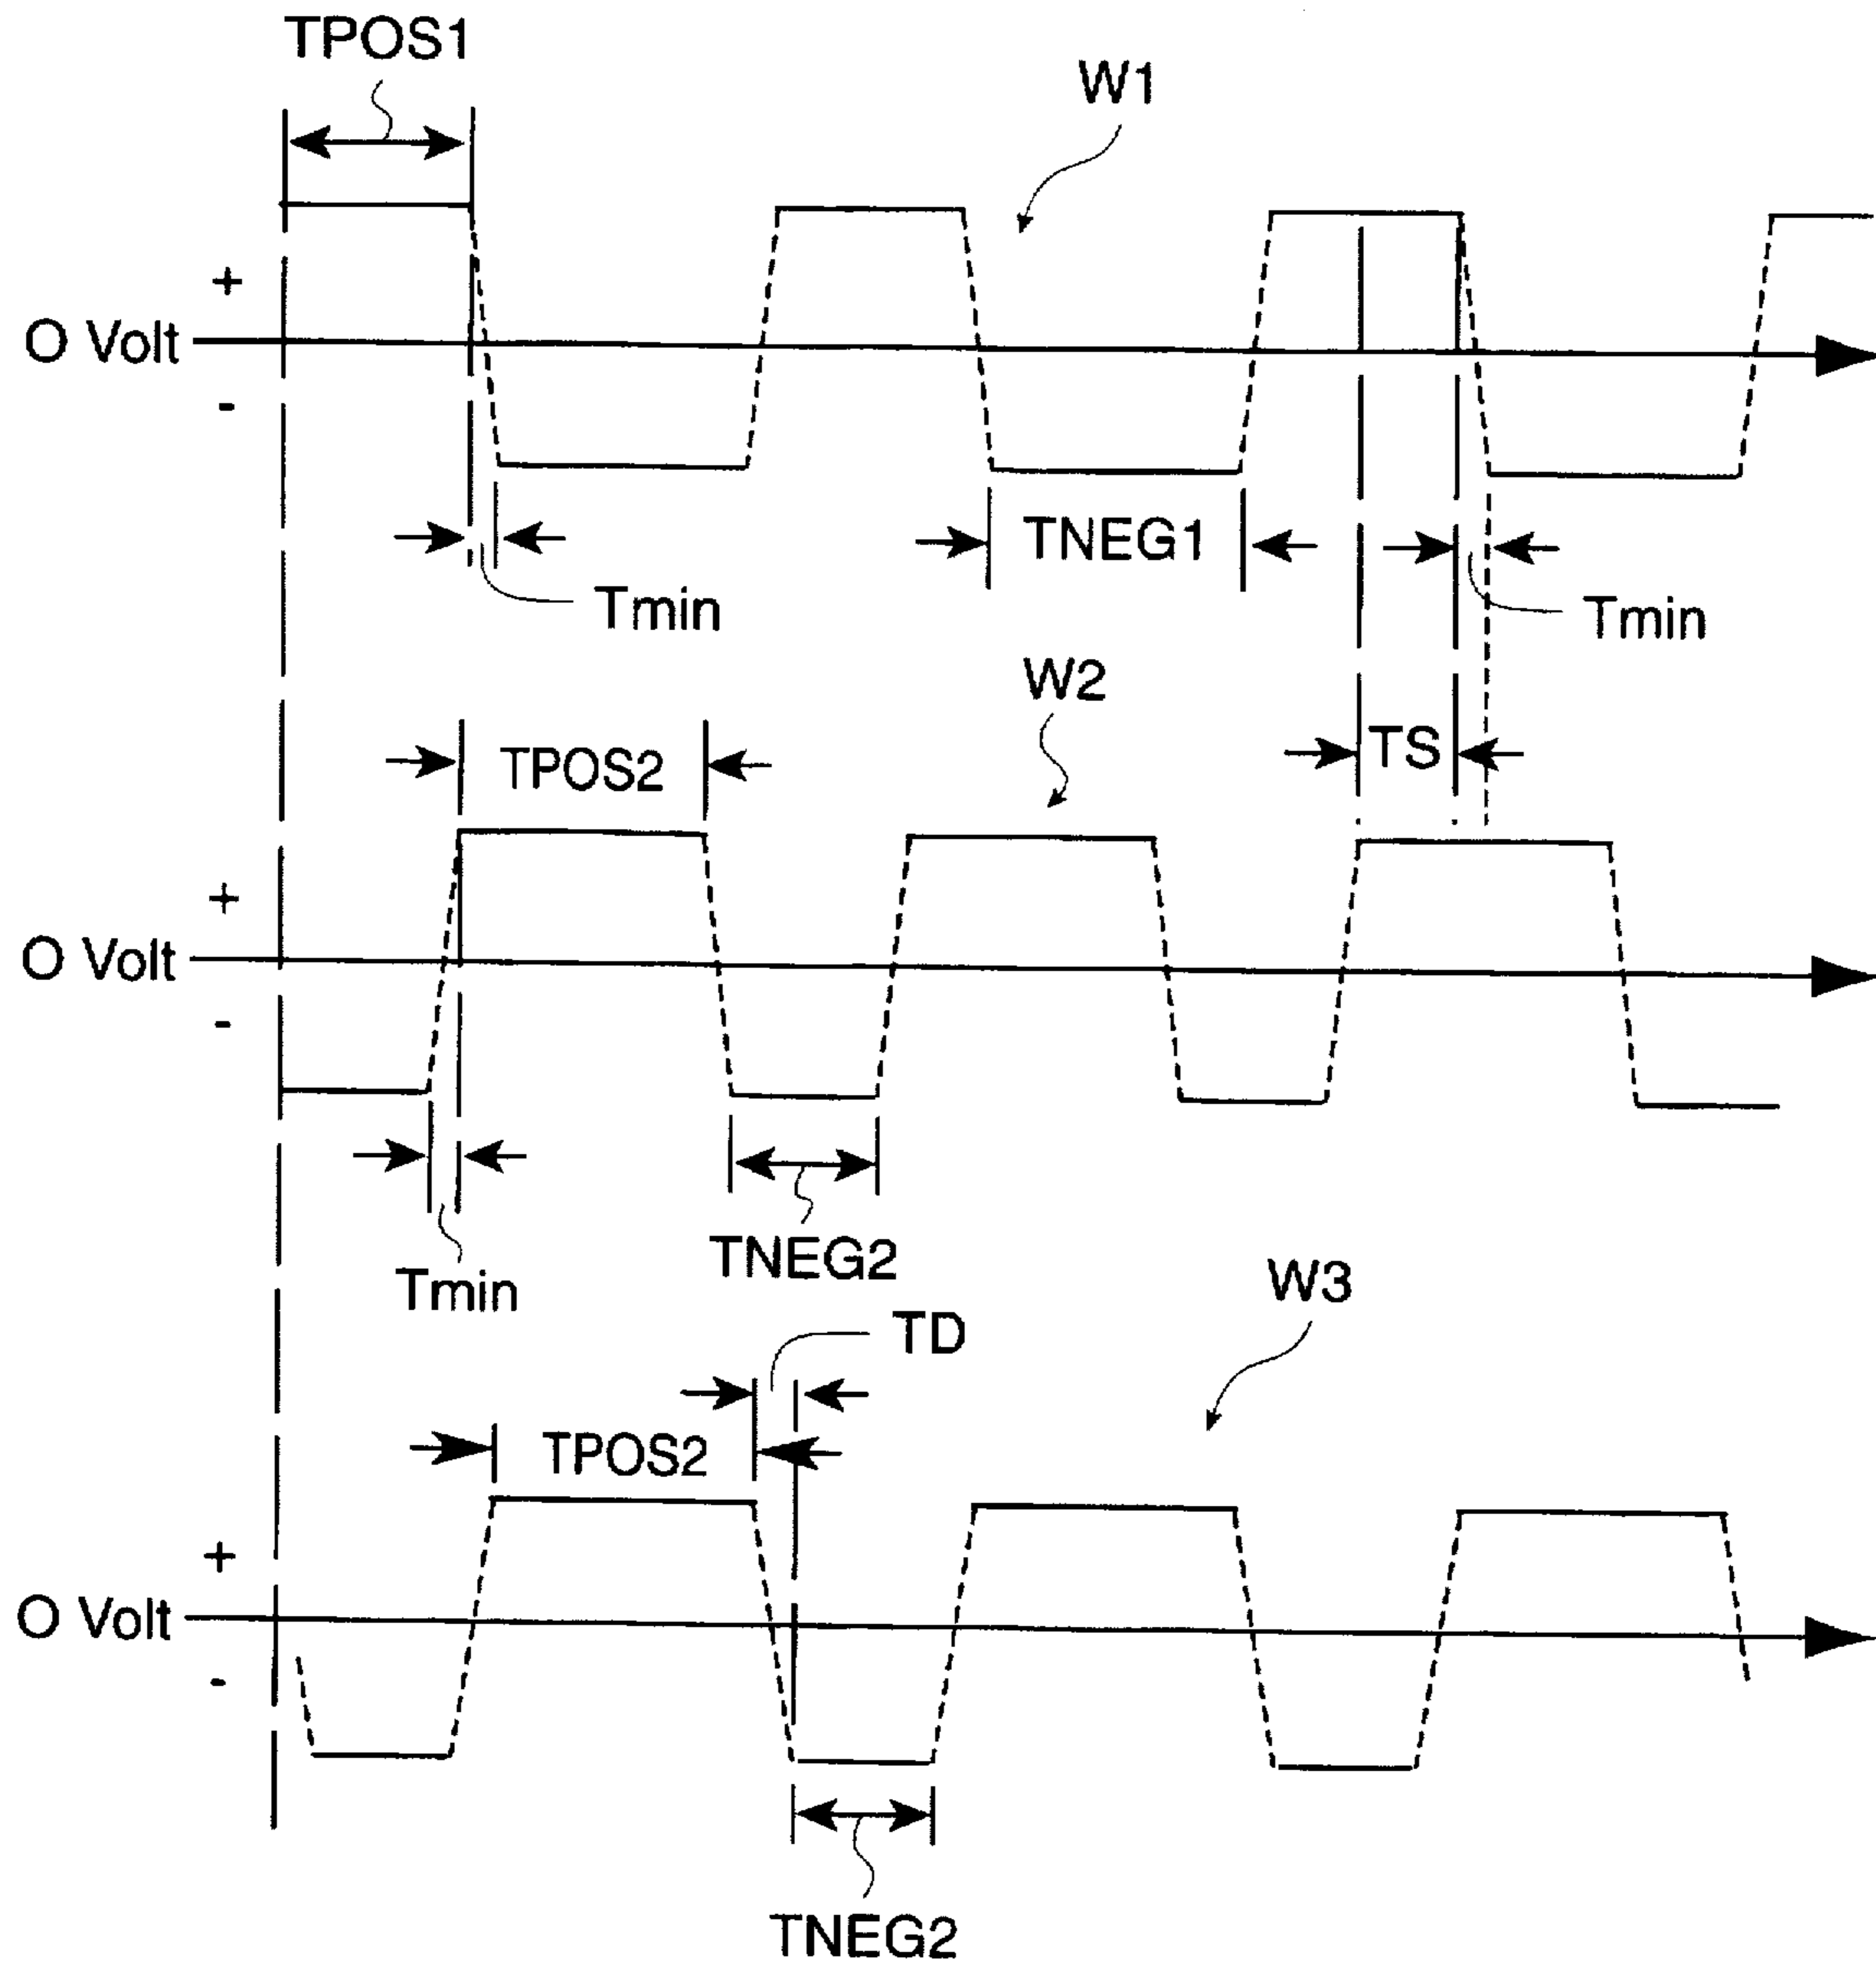 TPOS1
W1
+
O Volt
-
TNEG1
Tmin
Tmin
W2
TPOS2
TS
+
O Volt
-
TNEG2
Tmin
W3
TD
TPOS2
+
O Volt
-
TNEG2